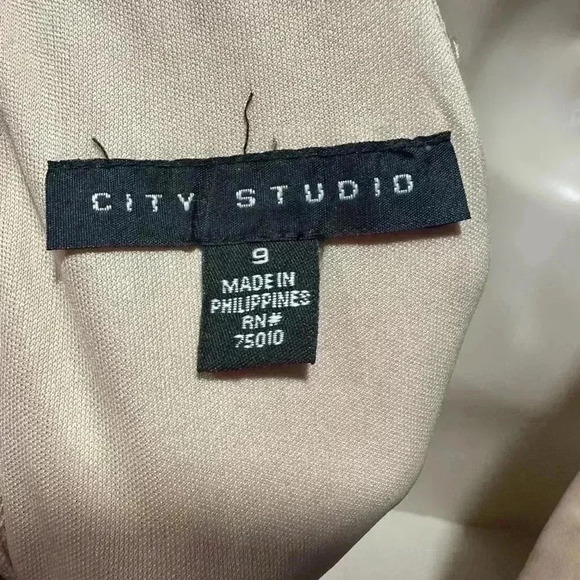 CITY STUDIO
9
MADE IN
PHILIPPINES
RN#
75010